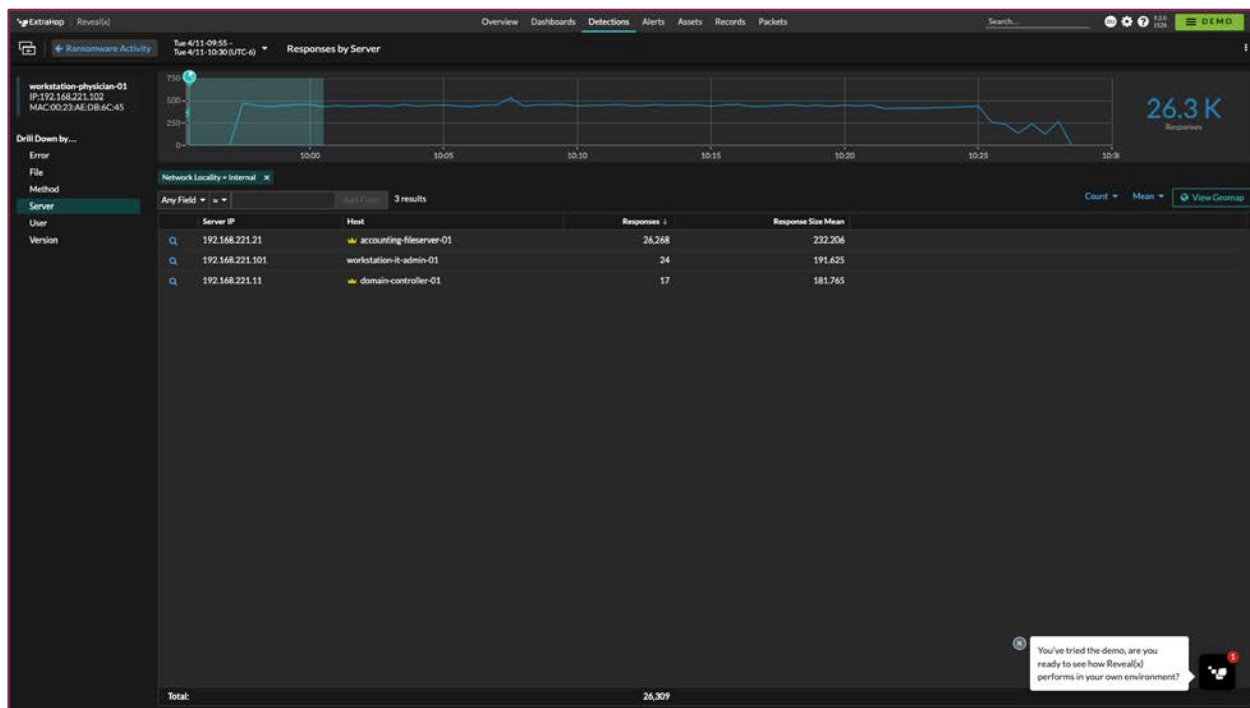 ExtraHop Reveal(x) Overview Dashboards Detections Alerts Assets Records Packets Search... DEMO
← Ransomware Activity
Tue 4/11-09:55 -
Tue 4/11-10:30 (UTC-6)
Responses by Server
workstation-physician-01
IP:192.168.221.102
MAC:00:23:AE:DB:6C:45
Drill Down by....
Error
File
Method
Server
User
Version
750
500
250
0
10:00 10:05 10:10 10:15 10:20 10:25
26.3 K
Responses
Network Locality = Internal
Any Field 3 results Count Mean View Geomap
Server IP Host Responses ↓ Response Size Mean
192.168.221.21 accounting-fileserver-01 26,268 232.206
192.168.221.101 workstation-it-admin-01 24 191.625
192.168.221.11 domain-controller-01 17 181.765
You've tried the demo, are you
ready to see how Reveal(x)
performs in your own environment?
1
Total: 26,309